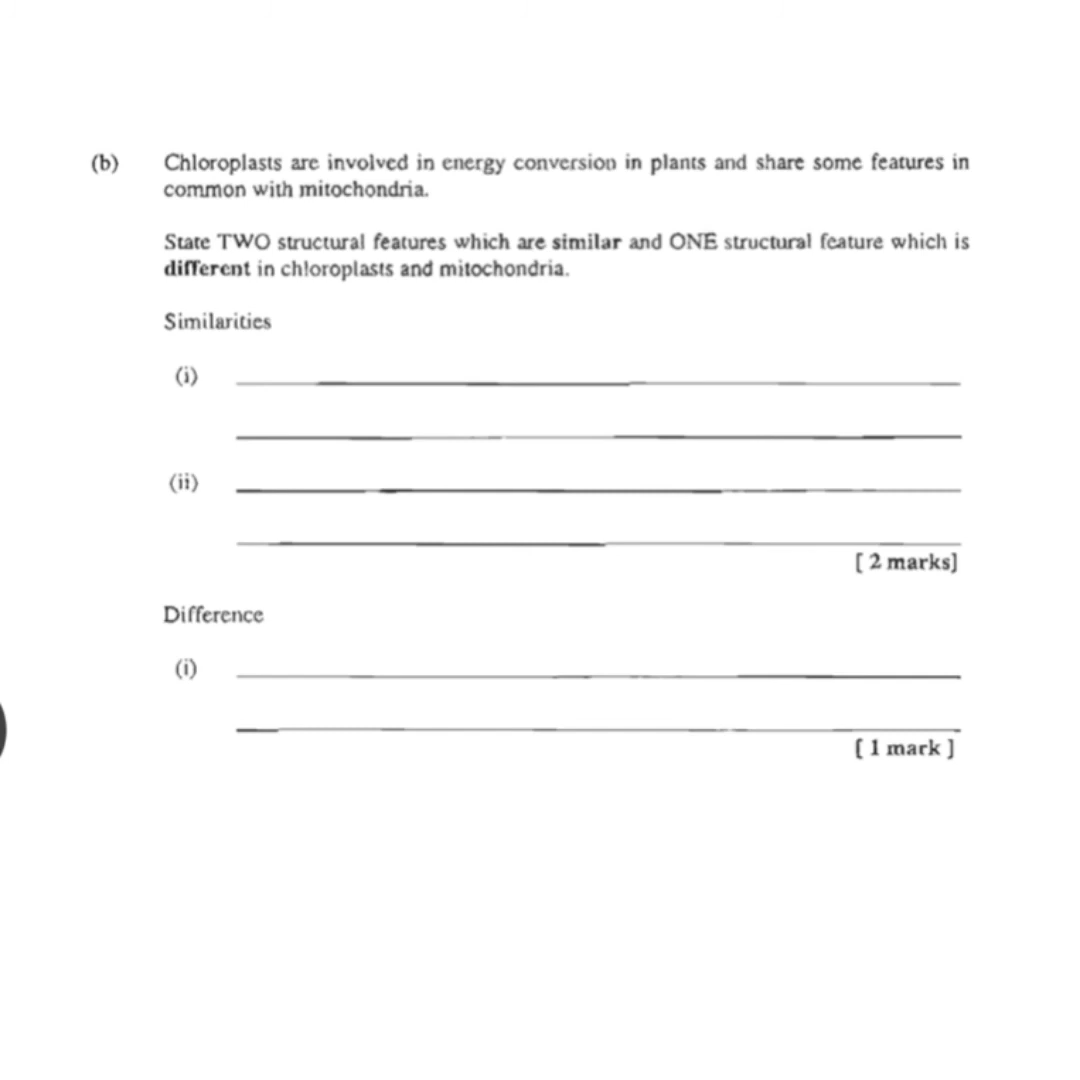 (b) Chloroplasts are involved in energy conversion in plants and share some features in
common with mitochondria.
State TWO structural features which are similar and ONE structural feature which is
different in chloroplasts and mitochondria.
Similarities
(i)
(ii)
[ 2 marks]
Difference
(i)
[ 1 mark ]